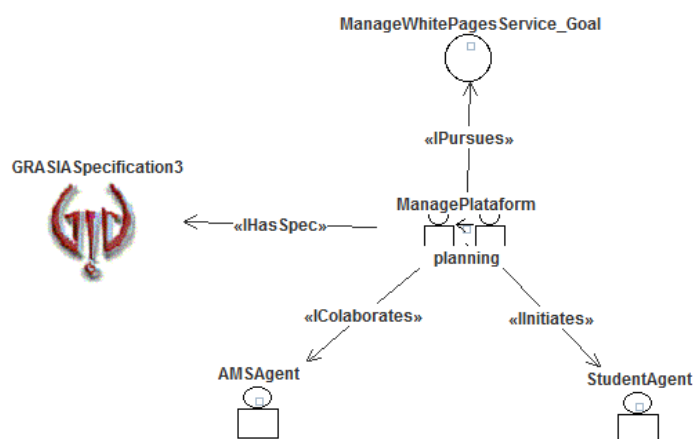 ManageWhitePagesService_Goal
«IPursues»
GRASIASpecification3
ManagePlataform
«IHasSpec»
planning
«IColaborates»
«IInitiates»
AMSAgent
StudentAgent